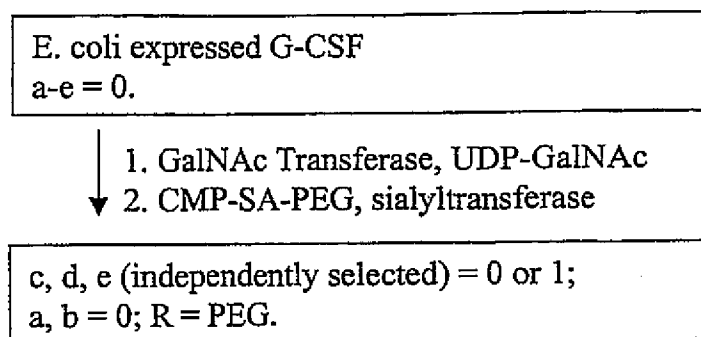 E. coli expressed G-CSF
a-e = 0.
1. GalNAc Transferase, UDP-GalNAc
2. CMP-SA-PEG, sialyltransferase
c, d, e (independently selected) = 0 or 1;
a, b = 0; R = PEG.